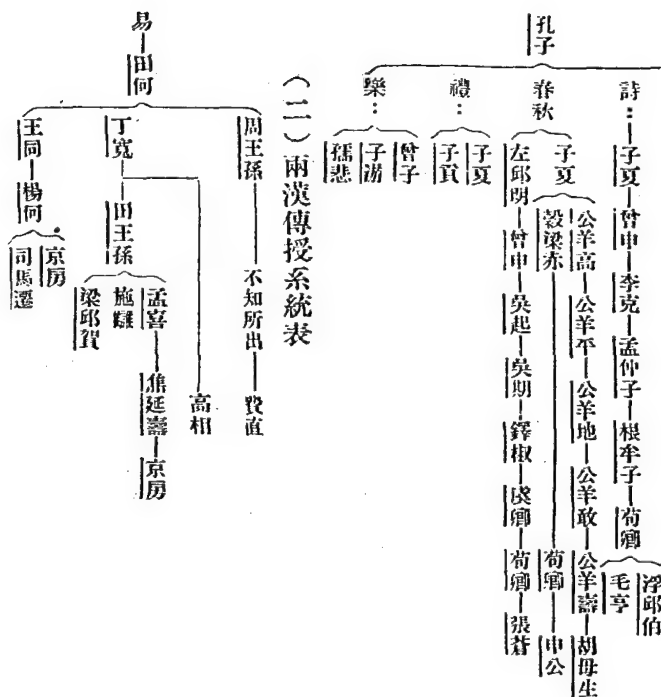 孔子
詩：子夏 曾申 李克 孟仲子 根牟子 荀卿
浮邱伯
毛亨
春秋
子夏
公羊高 公羊平 公羊地 公羊敢 公羊壽 胡母生
穀梁赤 荀卿 申公
左邱明 曾申 吳起 吳期 鐸椒 虞卿 荀卿 張蒼
禮：
子夏
子貢
樂：
曾子
子游
孺悲
（二）兩漢傳授系統表
易 田何
周王孫 不知所出 費直
丁寬
高相
田王孫
孟喜 焦延壽 京房
施讎
梁邱賀
王同 楊何
京房
司馬遷